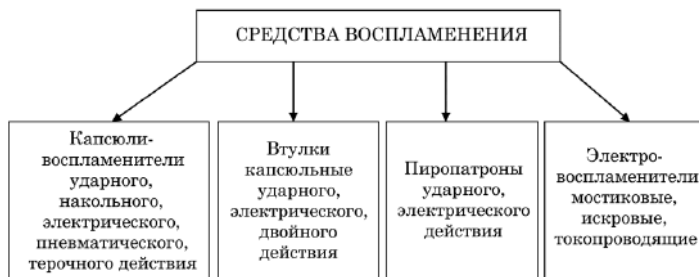 СРЕДСТВА ВОСПЛАМЕНЕНИЯ
Капсюли-
воспламенители
ударного,
накольного,
электрического,
пневматического,
терочного действия
Втулки
капсюльные
ударного,
электрического,
двойного
действия
Пиропатроны
ударного,
электрического
действия
Электро-
воспламенители
мостиковые,
искровые,
токопроводящие